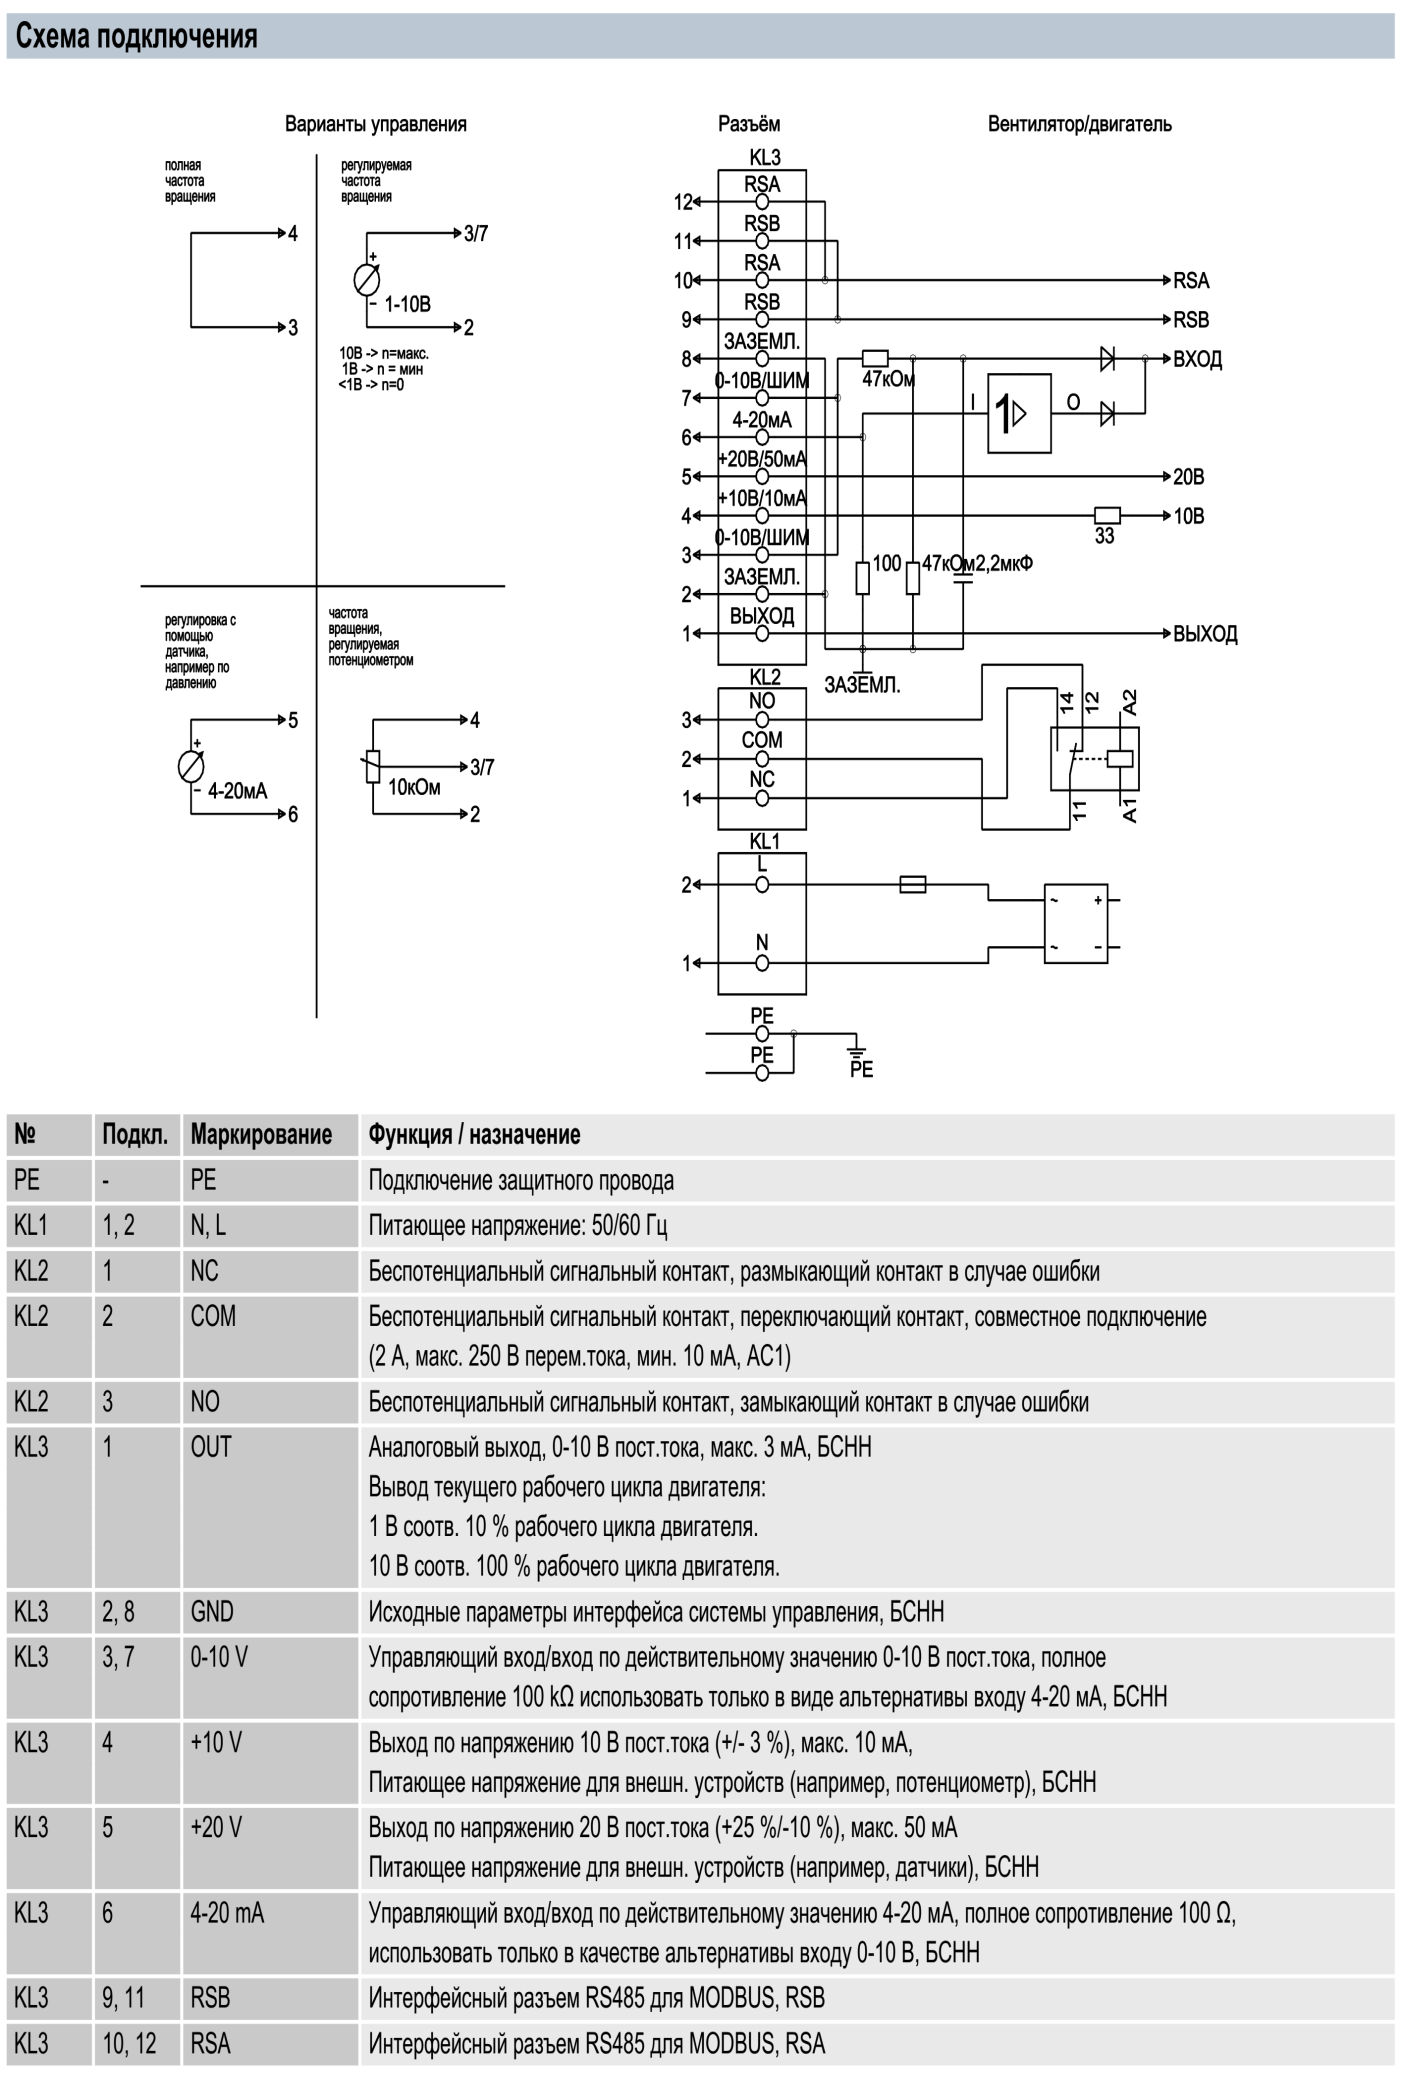 Схема подключения
Варианты управления
Разъём
Вентилятор/двигатель
полная
частота
вращения
4
3
регулируемая
частота
вращения
3/7
+
- 1-10В
2
10В -> n=макс.
1В -> n = мин
<1В -> n=0
регулировка с
помощью
датчика,
например по
давлению
5
+
- 4-20мА
6
частота
вращения,
регулируемая
потенциометром
4
3/7
10кОм
2
KL3
RSA
12
RSB
11
RSA
10
RSA
RSB
9
RSB
ЗАЗЕМЛ.
8
47кОм
ВХОД
0-10В/ШИМ
7
I
1
O
4-20мА
6
+20В/50мА
5
20В
+10В/10мА
4
33
10В
0-10В/ШИМ
3
100
47кОм
2,2мкФ
ЗАЗЕМЛ.
2
ВЫХОД
1
ВЫХОД
ЗАЗЕМЛ.
KL2
NO
3
COM
2
NC
1
14
12
A2
11
A1
KL1
L
2
~ +
N
1
~ -
PE
PE
PE
№ Подкл. Маркирование Функция / назначение
PE - PE Подключение защитного провода
KL1 1, 2 N, L Питающее напряжение: 50/60 Гц
KL2 1 NC Беспотенциальный сигнальный контакт, размыкающий контакт в случае ошибки
KL2 2 COM Беспотенциальный сигнальный контакт, переключающий контакт, совместное подключение
(2 А, макс. 250 В перем.тока, мин. 10 мА, AC1)
KL2 3 NO Беспотенциальный сигнальный контакт, замыкающий контакт в случае ошибки
KL3 1 OUT Аналоговый выход, 0-10 В пост.тока, макс. 3 мА, БСНН
Вывод текущего рабочего цикла двигателя:
1 В соотв. 10 % рабочего цикла двигателя.
10 В соотв. 100 % рабочего цикла двигателя.
KL3 2, 8 GND Исходные параметры интерфейса системы управления, БСНН
KL3 3, 7 0-10 V Управляющий вход/вход по действительному значению 0-10 В пост.тока, полное
сопротивление 100 kΩ использовать только в виде альтернативы входу 4-20 мА, БСНН
KL3 4 +10 V Выход по напряжению 10 В пост.тока (+/- 3 %), макс. 10 мА,
Питающее напряжение для внешн. устройств (например, потенциометр), БСНН
KL3 5 +20 V Выход по напряжению 20 В пост.тока (+25 %/-10 %), макс. 50 мА
Питающее напряжение для внешн. устройств (например, датчики), БСНН
KL3 6 4-20 mA Управляющий вход/вход по действительному значению 4-20 мА, полное сопротивление 100 Ω,
использовать только в качестве альтернативы входу 0-10 В, БСНН
KL3 9, 11 RSB Интерфейсный разъем RS485 для MODBUS, RSB
KL3 10, 12 RSA Интерфейсный разъем RS485 для MODBUS, RSA